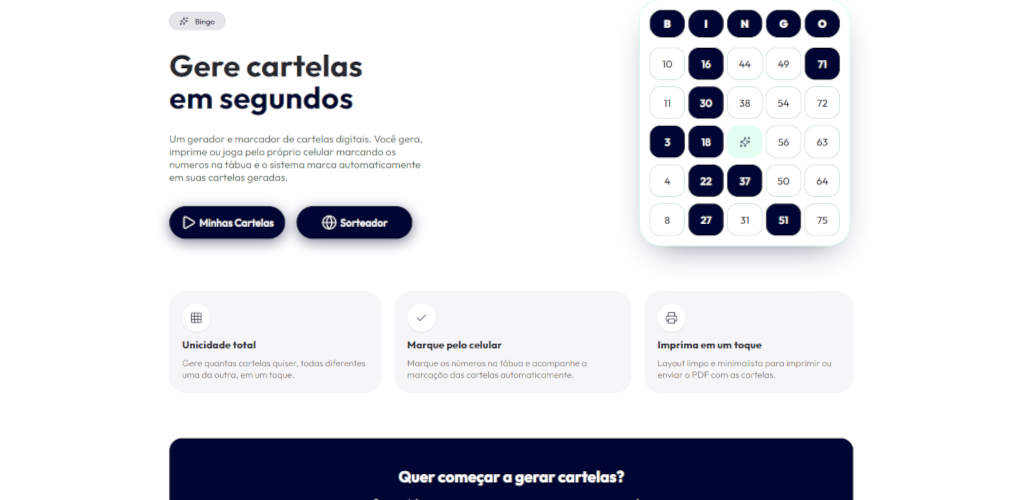 Bingo
Gere cartelas
em segundos
Um gerador e marcador de cartelas digitais. Você gera,
imprime ou joga pelo próprio celular marcando os
numeros na tábua e o sistema marca automaticamente
em suas cartelas geradas.
Minhas Cartelas
Sorteador
B I N G O
10 16 44 49 71
11 30 38 54 72
3 18 56 63
4 22 37 50 64
8 27 31 51 75
Unicidade total
Gere quantas cartelas quiser, todas diferentes
uma da outra, em um toque.
Marque pelo celular
Marque os números na tábua e acompanhe a
marcação das cartelas automaticamente.
Imprima em um toque
Layout limpo e minimalista para imprimir ou
enviar o PDF com as cartelas.
Quer começar a gerar cartelas?